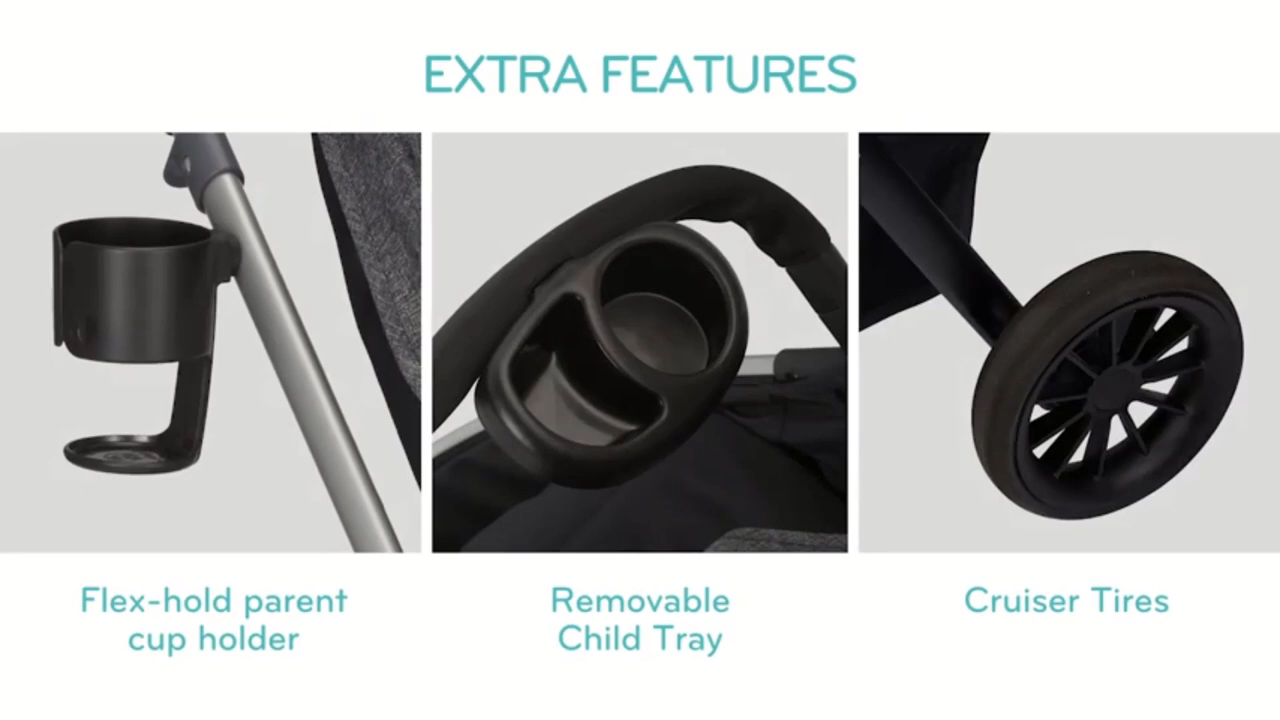 EXTRA FEATURES
Flex-hold parent
cup holder
Removable
Child Tray
Cruiser Tires